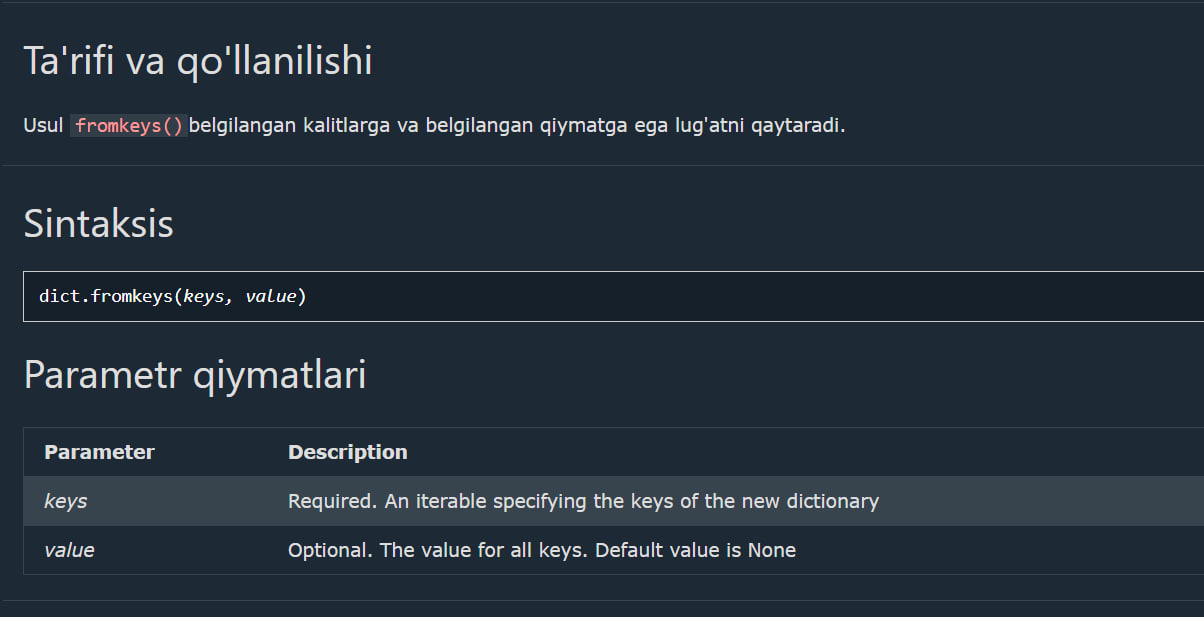 Ta'rifi va qo'llanilishi
Usul fromkeys() belgilangan kalitlarga va belgilangan qiymatga ega lug'atni qaytaradi.
Sintaksis
dict.fromkeys(keys, value)
Parametr qiymatlari
Parameter Description
keys Required. An iterable specifying the keys of the new dictionary
value Optional. The value for all keys. Default value is None